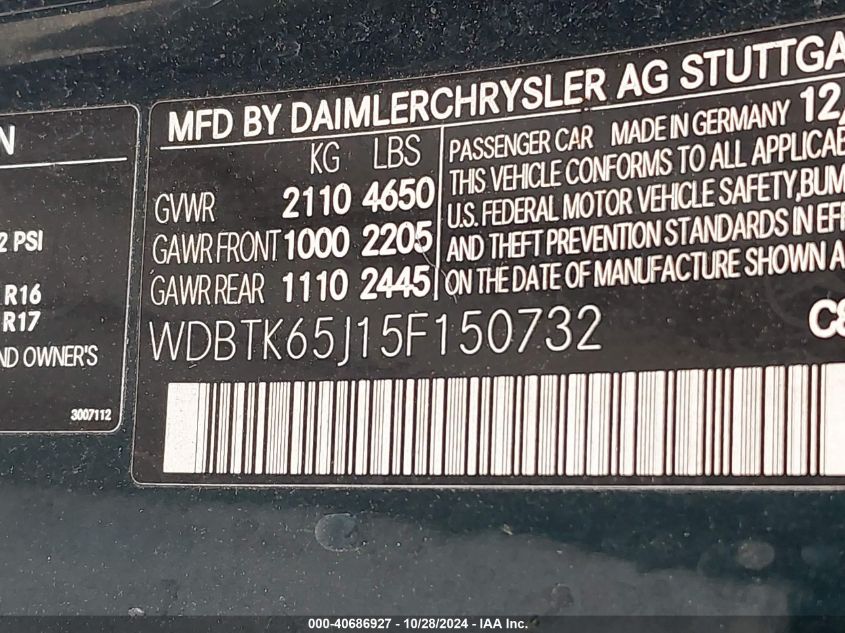 N
2 PSI
R16
R17
ND OWNER'S
3007112
MFD BY DAIMLERCHRYSLER AG STUTTGA
KG LBS
GVWR 2110 4650
GAWR FRONT 1000 2205
GAWR REAR 1110 2445
PASSENGER CAR MADE IN GERMANY 12
THIS VEHICLE CONFORMS TO ALL APPLICAB
U.S. FEDERAL MOTOR VEHICLE SAFETY, BUM
AND THEFT PREVENTION STANDARDS IN EFF
ON THE DATE OF MANUFACTURE SHOWN A
WDBTK65J15F150732
C8
000-40686927 - 10/28/2024 - IAA Inc.